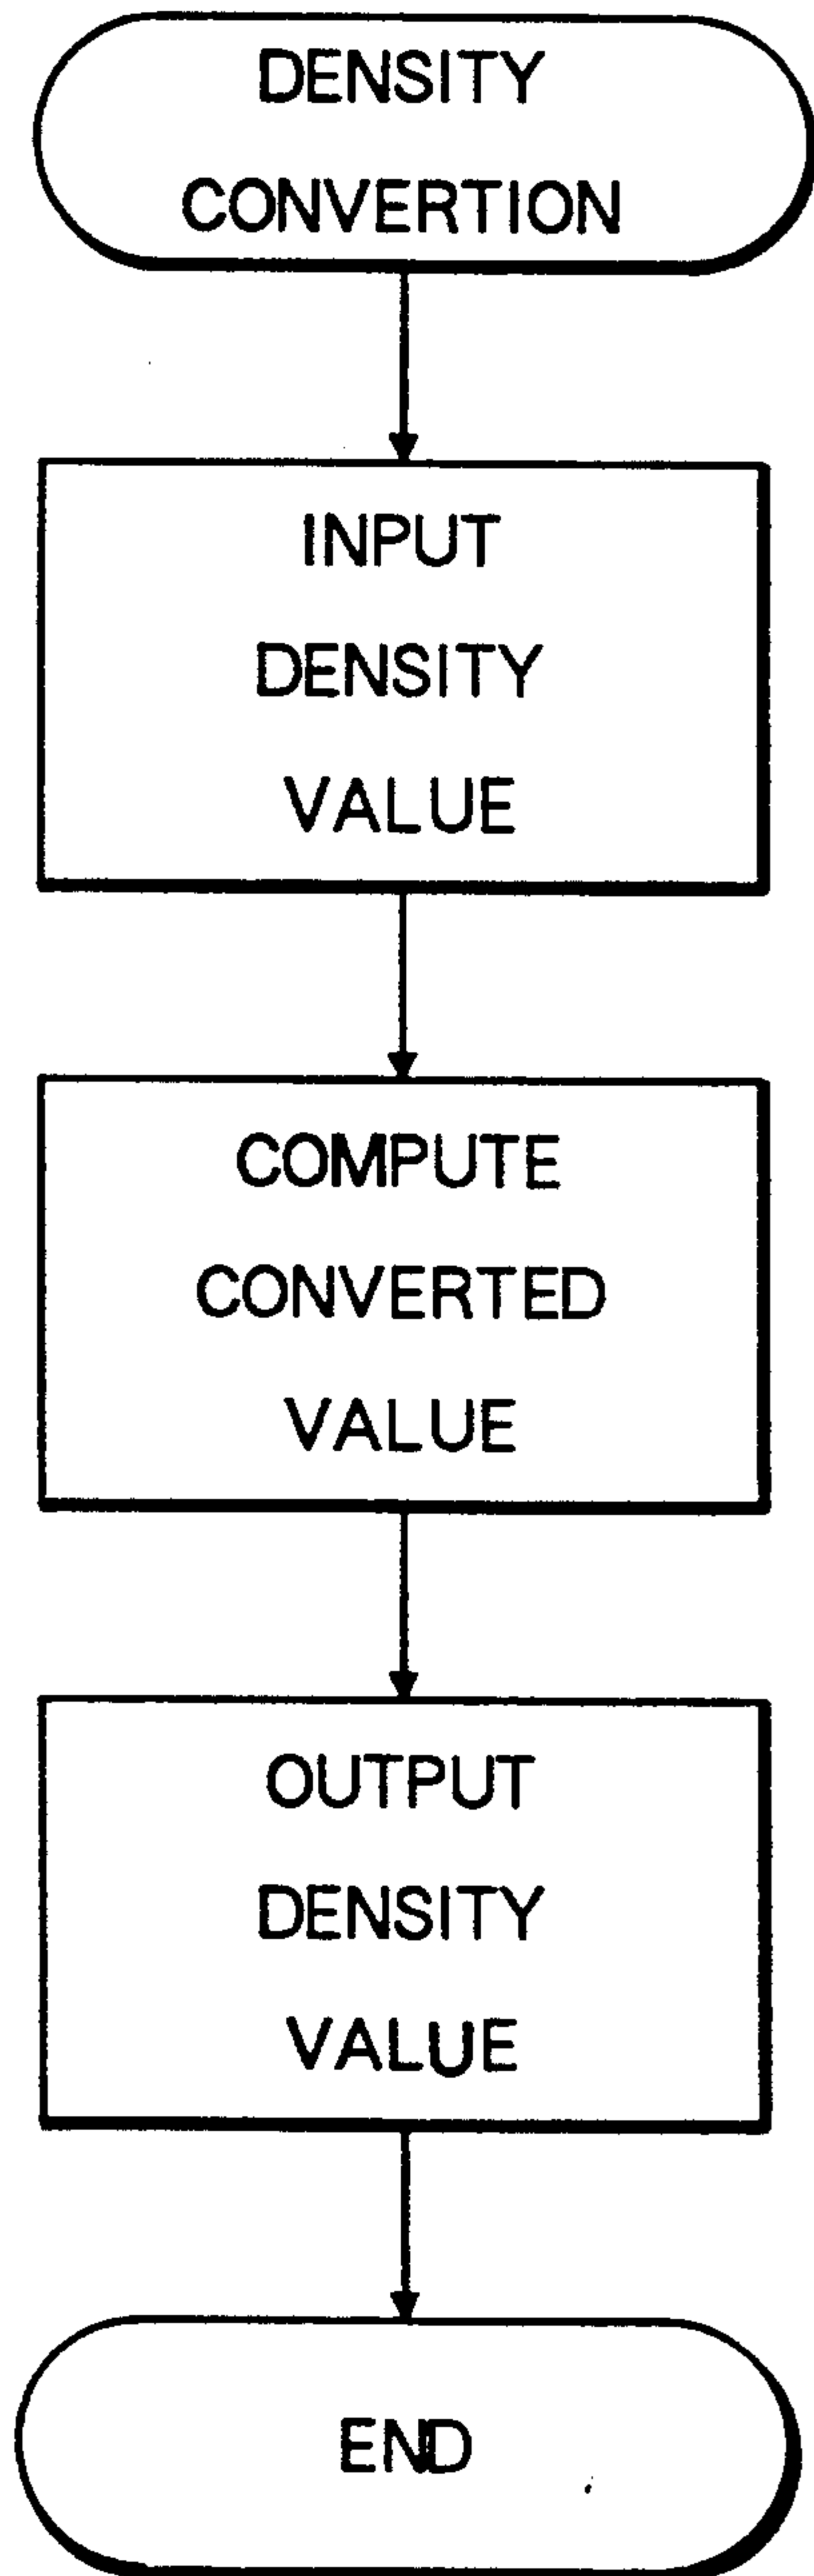 DENSITY
CONVERTION
INPUT
DENSITY
VALUE
COMPUTE
CONVERTED
VALUE
OUTPUT
DENSITY
VALUE
END